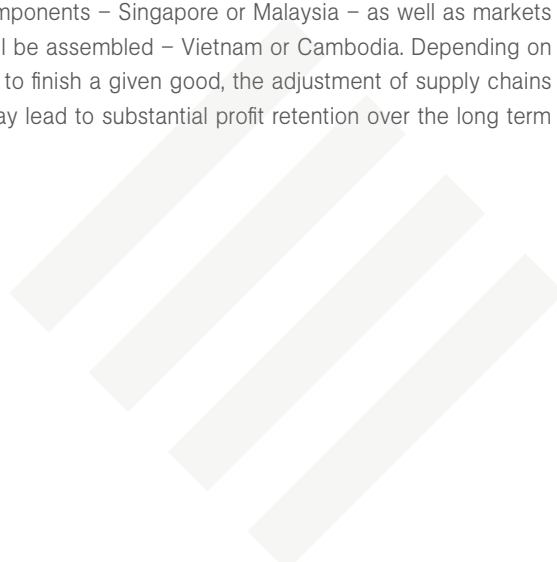 mponents – Singapore or Malaysia – as well as markets
l be assembled – Vietnam or Cambodia. Depending on
to finish a given good, the adjustment of supply chains
ay lead to substantial profit retention over the long term